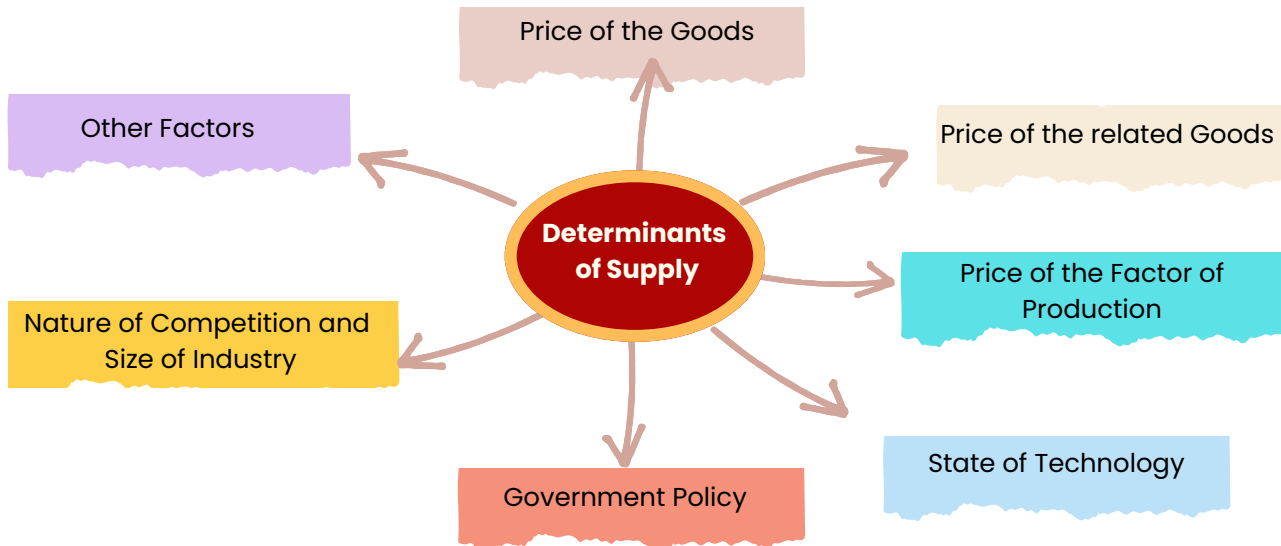 Price of the Goods
Other Factors
Price of the related Goods
Determinants
of Supply
Price of the Factor of
Production
Nature of Competition and
Size of Industry
State of Technology
Government Policy